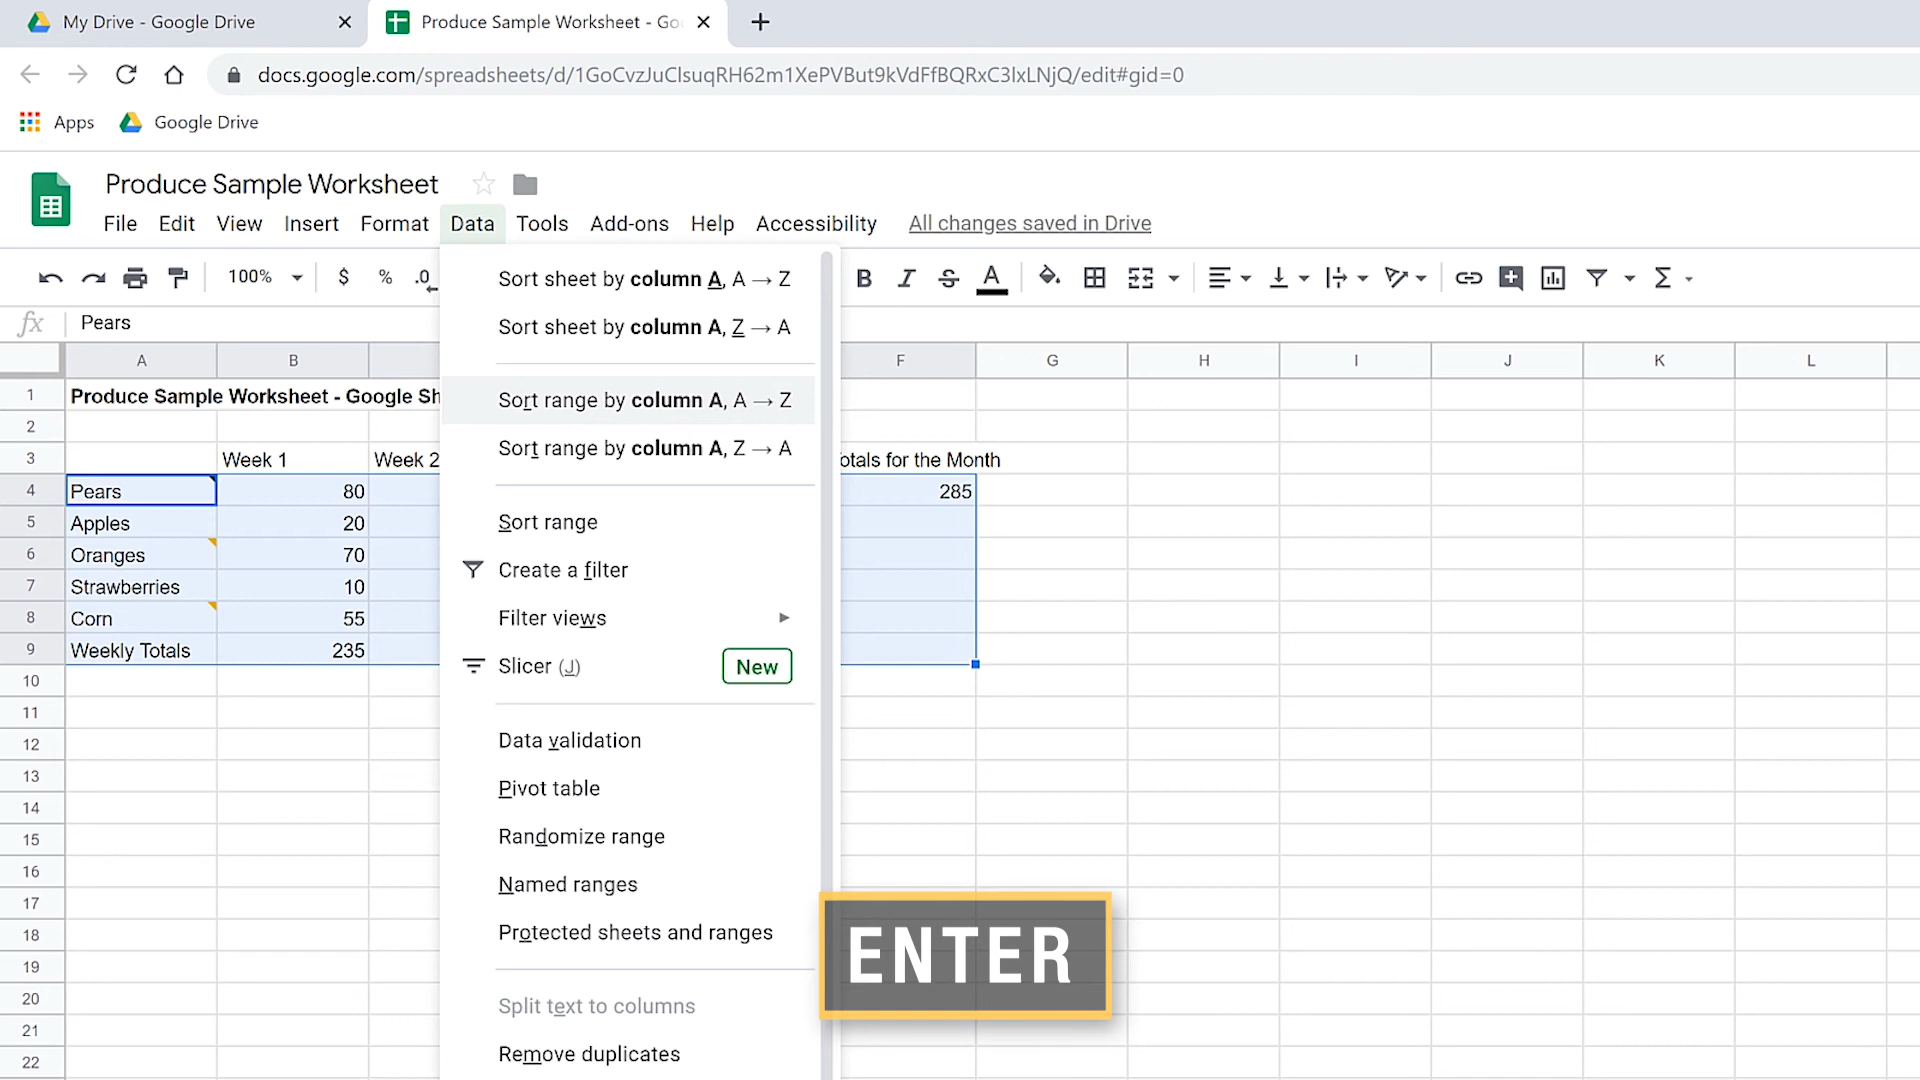 My Drive - Google Drive
Produce Sample Worksheet - Go
docs.google.com/spreadsheets/d/1GoCvzJuClsuqRH62m1XePVBut9kVdFfBQRxC3lxLNjQ/edit#gid=0
Apps Google Drive
Produce Sample Worksheet
File Edit View Insert Format Data Tools Add-ons Help Accessibility All changes saved in Drive
100% $ % .0 B I S A Σ
fx Pears
A B F G H I J K L
Sort sheet by column A, A → Z
Sort sheet by column A, Z → A
Sort range by column A, A → Z
Sort range by column A, Z → A
Sort range
Create a filter
Filter views
Slicer (J) New
Data validation
Pivot table
Randomize range
Named ranges
Protected sheets and ranges
Split text to columns
Remove duplicates
1 Produce Sample Worksheet - Google Sh
2
3 Week 1 Week 2 otals for the Month
4 Pears 80 285
5 Apples 20
6 Oranges 70
7 Strawberries 10
8 Corn 55
9 Weekly Totals 235
10
11
12
13
14
15
16
17
18
19
20
21
22
ENTER